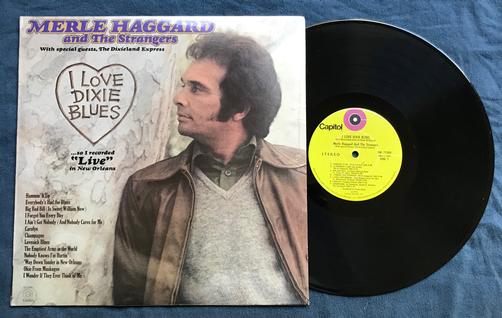 MERLE HAGGARD
and The Strangers
With special guests, The Dixieland Express
I LOVE
DIXIE
BLUES
...so I recorded
"Live"
in New Orleans
Hammin' It Up
Everybody's Had the Blues
Big Bad Bill (Is Sweet William Now)
I Forget You Every Day
I Ain't Got Nobody (And Nobody Cares for Me)
Carolyn
Champagne
Lovesick Blues
The Emptiest Arms in the World
Nobody Knows I'm Hurtin'
'Way Down Yonder in New Orleans
Okie From Muskogee
I Wonder If They Ever Think of Me
Capitol
I LOVE DIXIE BLUES
Merle Haggard And The Strangers
STEREO